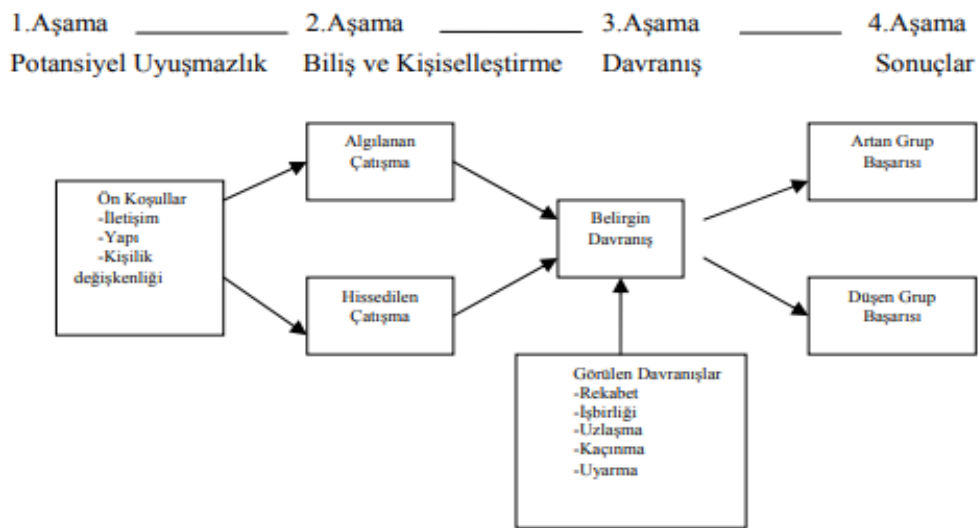 1.Aşama
2.Aşama
3.Aşama
4.Aşama
Potansiyel Uyuşmazlık
Biliş ve Kişiselleştirme
Davranış
Sonuçlar
Ön Koşullar
-İletişim
-Yapı
-Kişilik
değişkenliği
Algılanan
Çatışma
Hissedilen
Çatışma
Belirgin
Davranış
Görülen Davranışlar
-Rekabet
-İşbirliği
-Uzlaşma
-Kaçınma
-Uyarma
Artan Grup
Başarısı
Düşen Grup
Başarısı